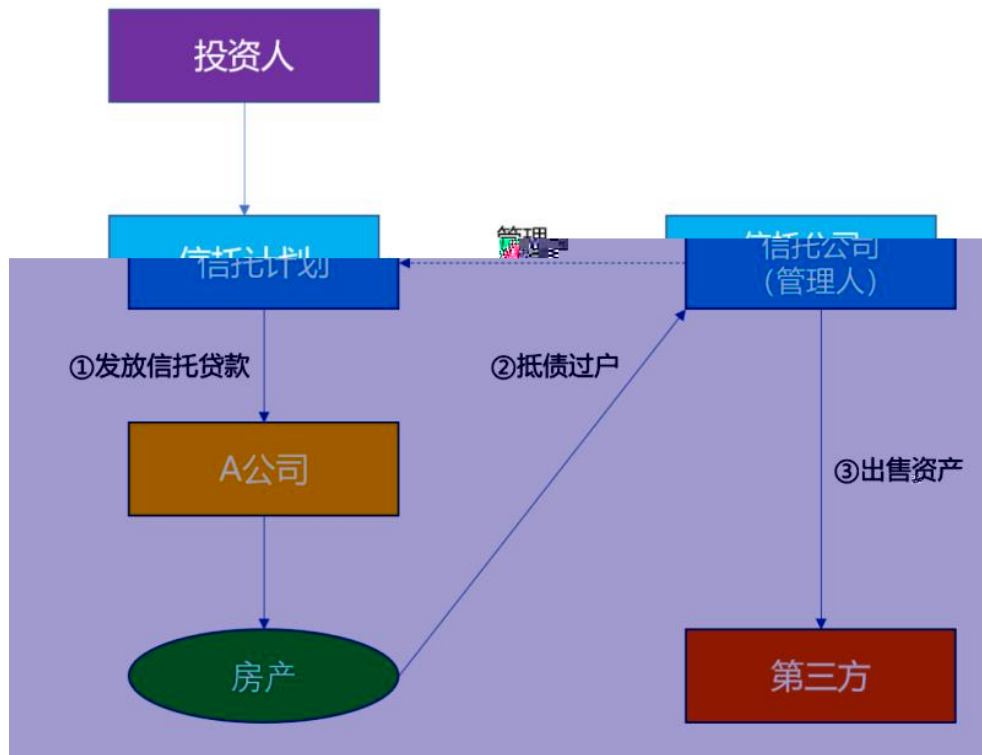 投资人
信托计划
管理
信托公司
（管理人）
①发放信托贷款
②抵债过户
A公司
③出售资产
房产
第三方